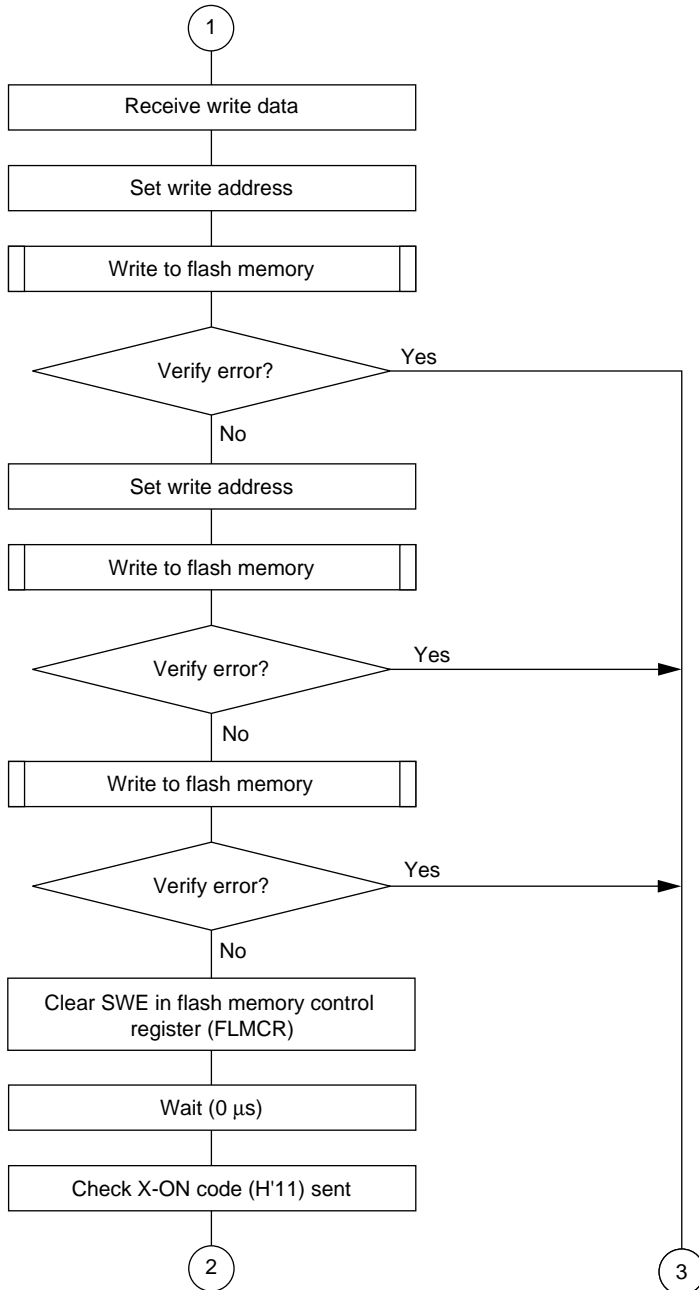 1
Receive write data
Set write address
Write to flash memory
Verify error?
Yes
No
Set write address
Write to flash memory
Verify error?
Yes
No
Write to flash memory
Verify error?
Yes
No
Clear SWE in flash memory control
register (FLMCR)
Wait (0 μs)
Check X-ON code (H'11) sent
2
3